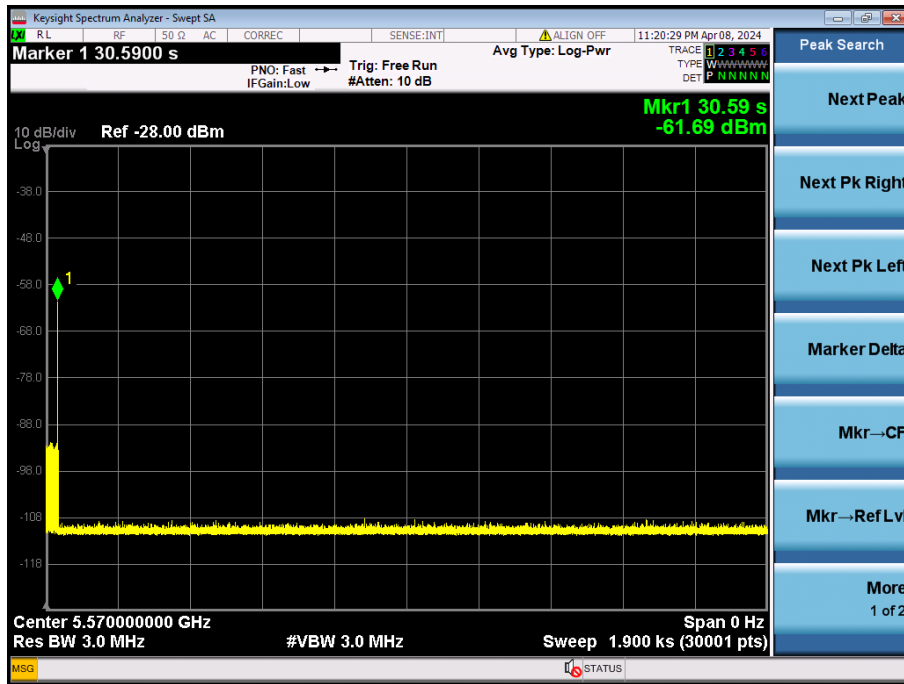 Keysight Spectrum Analyzer - Swept SA
LXI RL RF 50 Ω AC CORREC SENSE:INT ALIGN OFF 11:20:29 PM Apr 08, 2024
Marker 1 30.5900 s
PNO: Fast
IFGain:Low
Trig: Free Run
#Atten: 10 dB
Avg Type: Log-Pwr
TRACE 1 2 3 4 5 6
TYPE WWWWWW
DET P N N N N N
Mkr1 30.59 s
-61.69 dBm
10 dB/div Ref -28.00 dBm
Log
-38.0
-48.0
-58.0
1
-68.0
-78.0
-88.0
-98.0
-108
-118
Center 5.570000000 GHz Span 0 Hz
Res BW 3.0 MHz #VBW 3.0 MHz Sweep 1.900 ks (30001 pts)
MSG STATUS
Peak Search
Next Peak
Next Pk Right
Next Pk Left
Marker Delta
Mkr→CF
Mkr→Ref Lvl
More
1 of 2